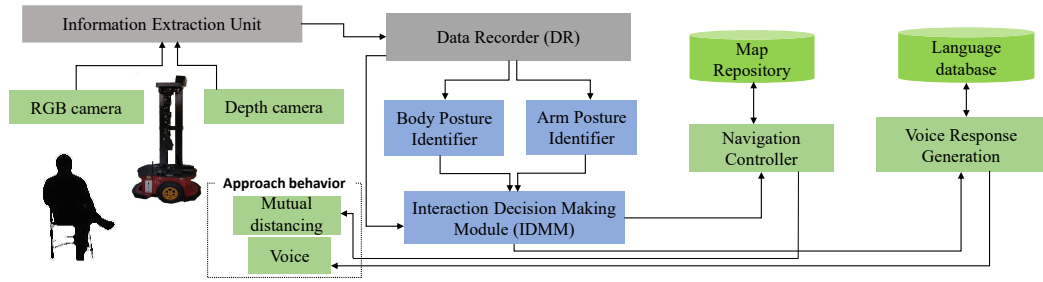 Information Extraction Unit
Data Recorder (DR)
Map
Repository
Language
database
RGB camera
Depth camera
Body Posture
Identifier
Arm Posture
Identifier
Navigation
Controller
Voice Response
Generation
Approach behavior
Mutual
distancing
Voice
Interaction Decision Making
Module (IDMM)